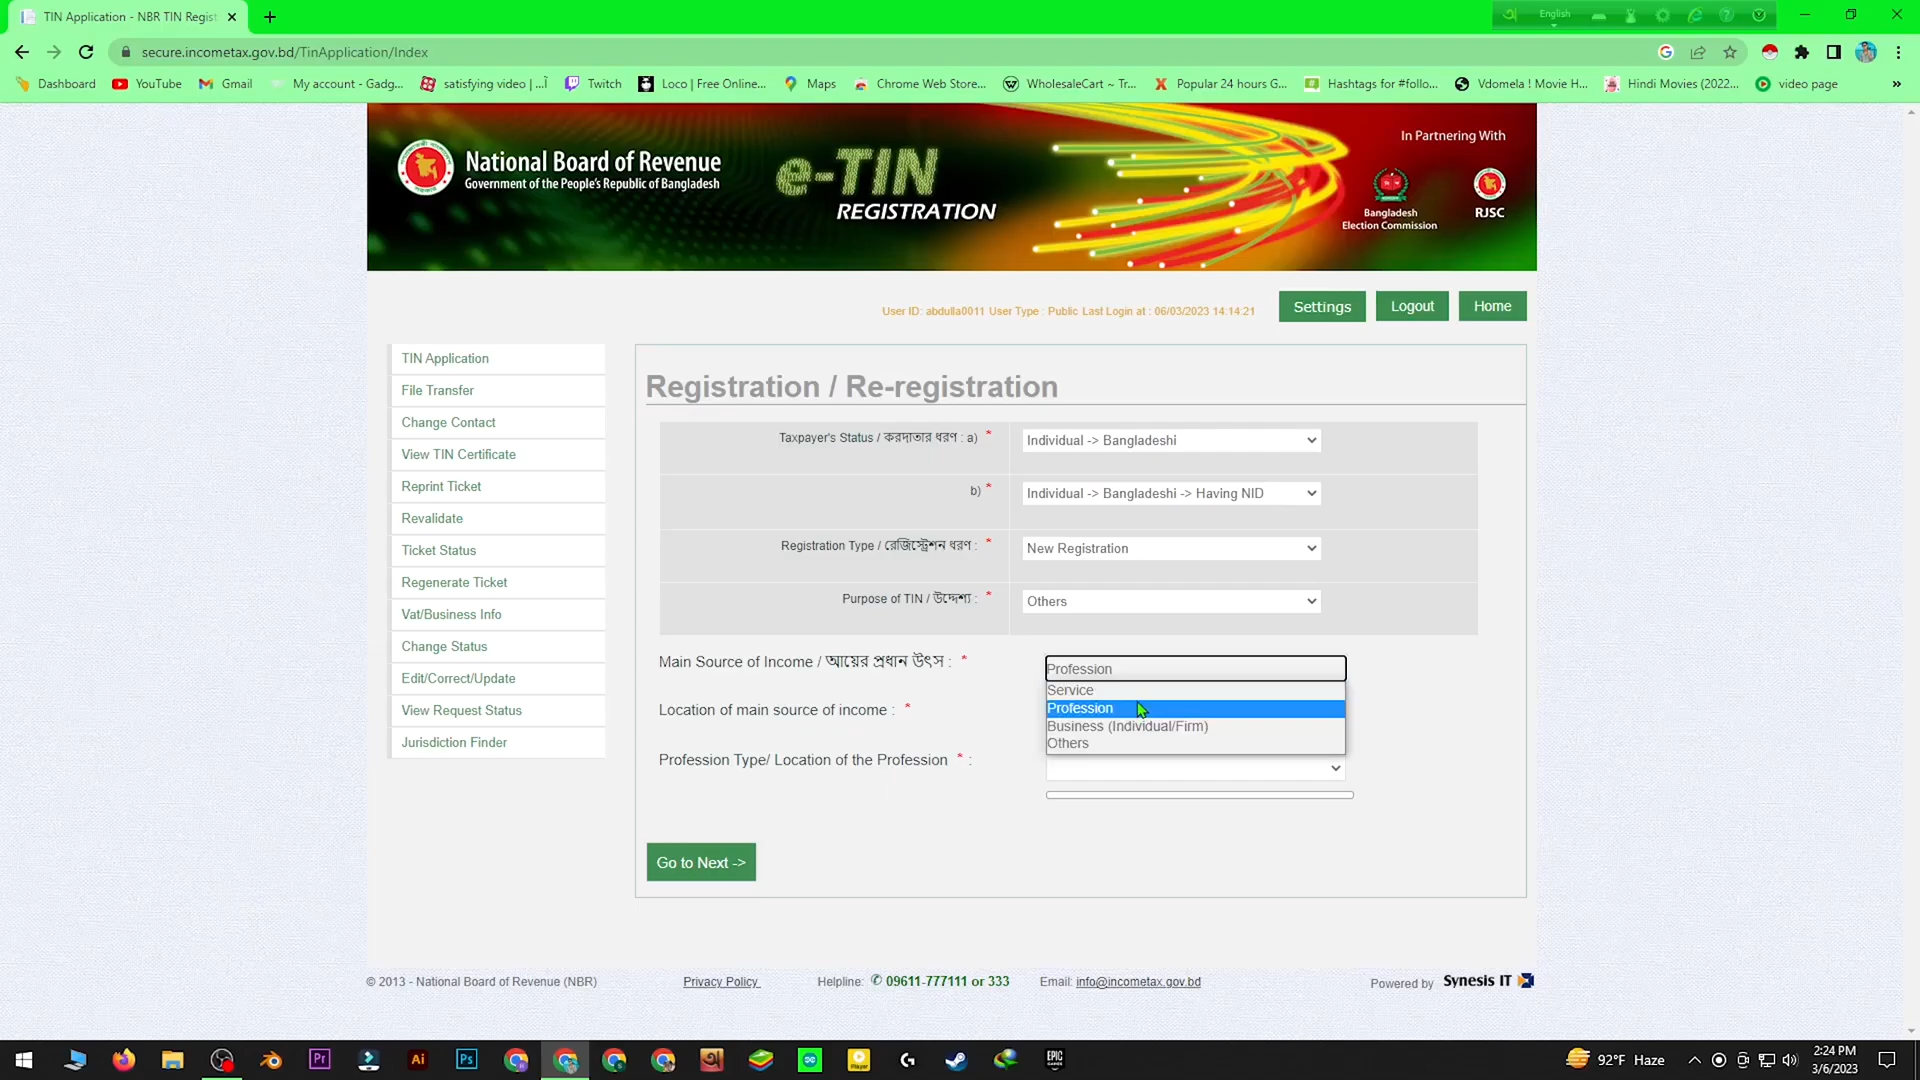 TIN Application - NBR TIN Regist
English
secure.incometax.gov.bd/TinApplication/Index
Dashboard
YouTube
Gmail
My account - Gadg...
Twitch
Loco | Free Online...
Maps
Chrome Web Store...
WholesaleCart ~ Tr...
Popular 24 hours G...
Hashtags for #follo...
Vdomela ! Movie H...
Hindi Movies (2022...
video page
National Board of Revenue
Government of the People's Republic of Bangladesh
e-TIN
REGISTRATION
In Partnering With
Bangladesh
Election Commission
RJSC
User ID: abdulla0011 User Type : Public Last Login at : 06/03/2023 14:14:21
Settings
Logout
Home
TIN Application
File Transfer
Change Contact
View TIN Certificate
Reprint Ticket
Revalidate
Ticket Status
Regenerate Ticket
Vat/Business Info
Change Status
Edit/Correct/Update
View Request Status
Jurisdiction Finder
Registration / Re-registration
Taxpayer's Status / করদাতার ধরণ : a) *
Individual -> Bangladeshi
b) *
Individual -> Bangladeshi -> Having NID
Registration Type / রেজিস্ট্রেশন ধরণ : *
New Registration
Purpose of TIN / উদ্দেশ্য : *
Others
Main Source of Income / আয়ের প্রধান উৎস : *
Profession
Service
Profession
Business (Individual/Firm)
Others
Location of main source of income : *
Profession Type/ Location of the Profession * :
Go to Next ->
© 2013 - National Board of Revenue (NBR)
Privacy Policy
Helpline: ✆ 09611-777111 or 333
Email: info@incometax.gov.bd
Powered by Synesis IT
92°F Haze
2:24 PM
3/6/2023